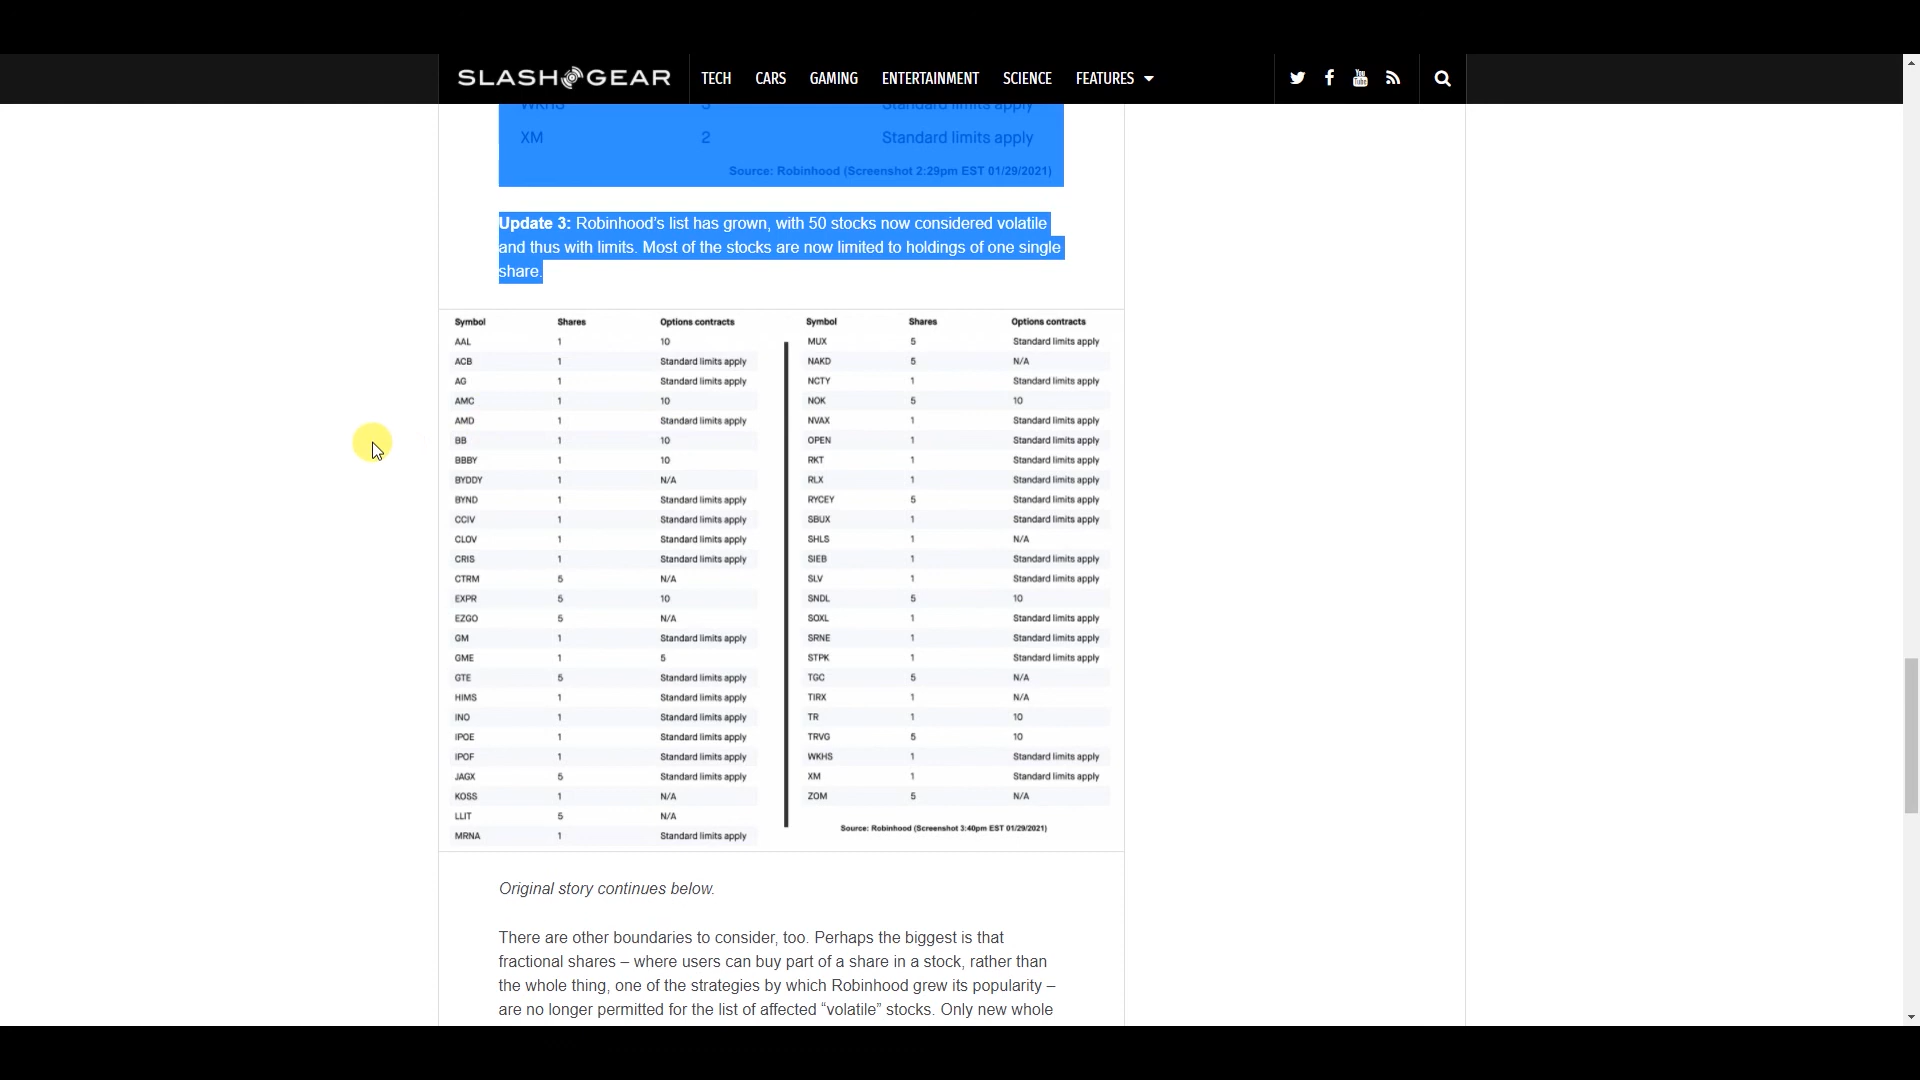 SLASHGEAR TECH CARS GAMING ENTERTAINMENT SCIENCE FEATURES
WKHS 3 Standard limits apply
XM 2 Standard limits apply
Source: Robinhood (Screenshot 2:29pm EST 01/29/2021)
Update 3: Robinhood's list has grown, with 50 stocks now considered volatile
and thus with limits. Most of the stocks are now limited to holdings of one single
share.
Symbol Shares Options contracts
AAL 1 10
ACB 1 Standard limits apply
AG 1 Standard limits apply
AMC 1 10
AMD 1 Standard limits apply
BB 1 10
BBBY 1 10
BYDDY 1 N/A
BYND 1 Standard limits apply
CCIV 1 Standard limits apply
CLOV 1 Standard limits apply
CRIS 1 Standard limits apply
CTRM 5 N/A
EXPR 5 10
EZGO 5 N/A
GM 1 Standard limits apply
GME 1 5
GTE 5 Standard limits apply
HIMS 1 Standard limits apply
INO 1 Standard limits apply
IPOE 1 Standard limits apply
IPOF 1 Standard limits apply
JAGX 5 Standard limits apply
KOSS 1 N/A
LLIT 5 N/A
MRNA 1 Standard limits apply
Symbol Shares Options contracts
MUX 5 Standard limits apply
NAKD 5 N/A
NCTY 1 Standard limits apply
NOK 5 10
NVAX 1 Standard limits apply
OPEN 1 Standard limits apply
RKT 1 Standard limits apply
RLX 1 Standard limits apply
RYCEY 5 Standard limits apply
SBUX 1 Standard limits apply
SHLS 1 N/A
SIEB 1 Standard limits apply
SLV 1 Standard limits apply
SNDL 5 10
SOXL 1 Standard limits apply
SRNE 1 Standard limits apply
STPK 1 Standard limits apply
TGC 5 N/A
TIRX 1 N/A
TR 1 10
TRVG 5 10
WKHS 1 Standard limits apply
XM 1 Standard limits apply
ZOM 5 N/A
Source: Robinhood (Screenshot 3:40pm EST 01/29/2021)
Original story continues below.
There are other boundaries to consider, too. Perhaps the biggest is that
fractional shares – where users can buy part of a share in a stock, rather than
the whole thing, one of the strategies by which Robinhood grew its popularity –
are no longer permitted for the list of affected “volatile” stocks. Only new whole